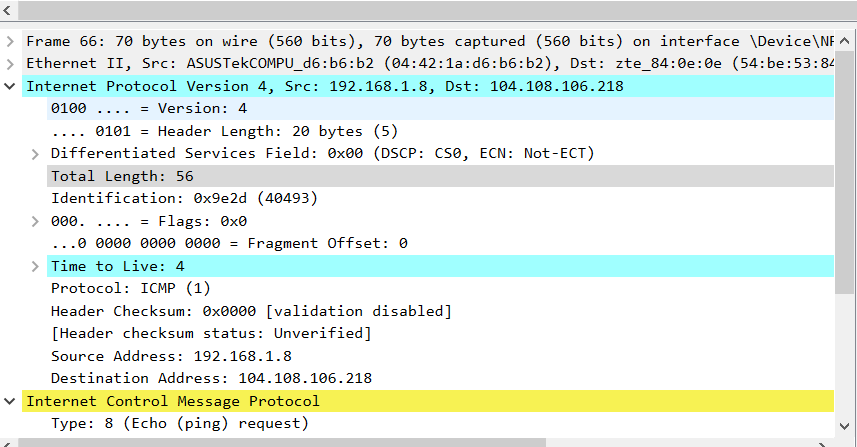 Frame 66: 70 bytes on wire (560 bits), 70 bytes captured (560 bits) on interface \Device\NP
Ethernet II, Src: ASUSTekCOMPU_d6:b6:b2 (04:42:1a:d6:b6:b2), Dst: zte_84:0e:0e (54:be:53:84
Internet Protocol Version 4, Src: 192.168.1.8, Dst: 104.108.106.218
0100 .... = Version: 4
.... 0101 = Header Length: 20 bytes (5)
Differentiated Services Field: 0x00 (DSCP: CS0, ECN: Not-ECT)
Total Length: 56
Identification: 0x9e2d (40493)
000. .... = Flags: 0x0
...0 0000 0000 0000 = Fragment Offset: 0
Time to Live: 4
Protocol: ICMP (1)
Header Checksum: 0x0000 [validation disabled]
[Header checksum status: Unverified]
Source Address: 192.168.1.8
Destination Address: 104.108.106.218
Internet Control Message Protocol
Type: 8 (Echo (ping) request)